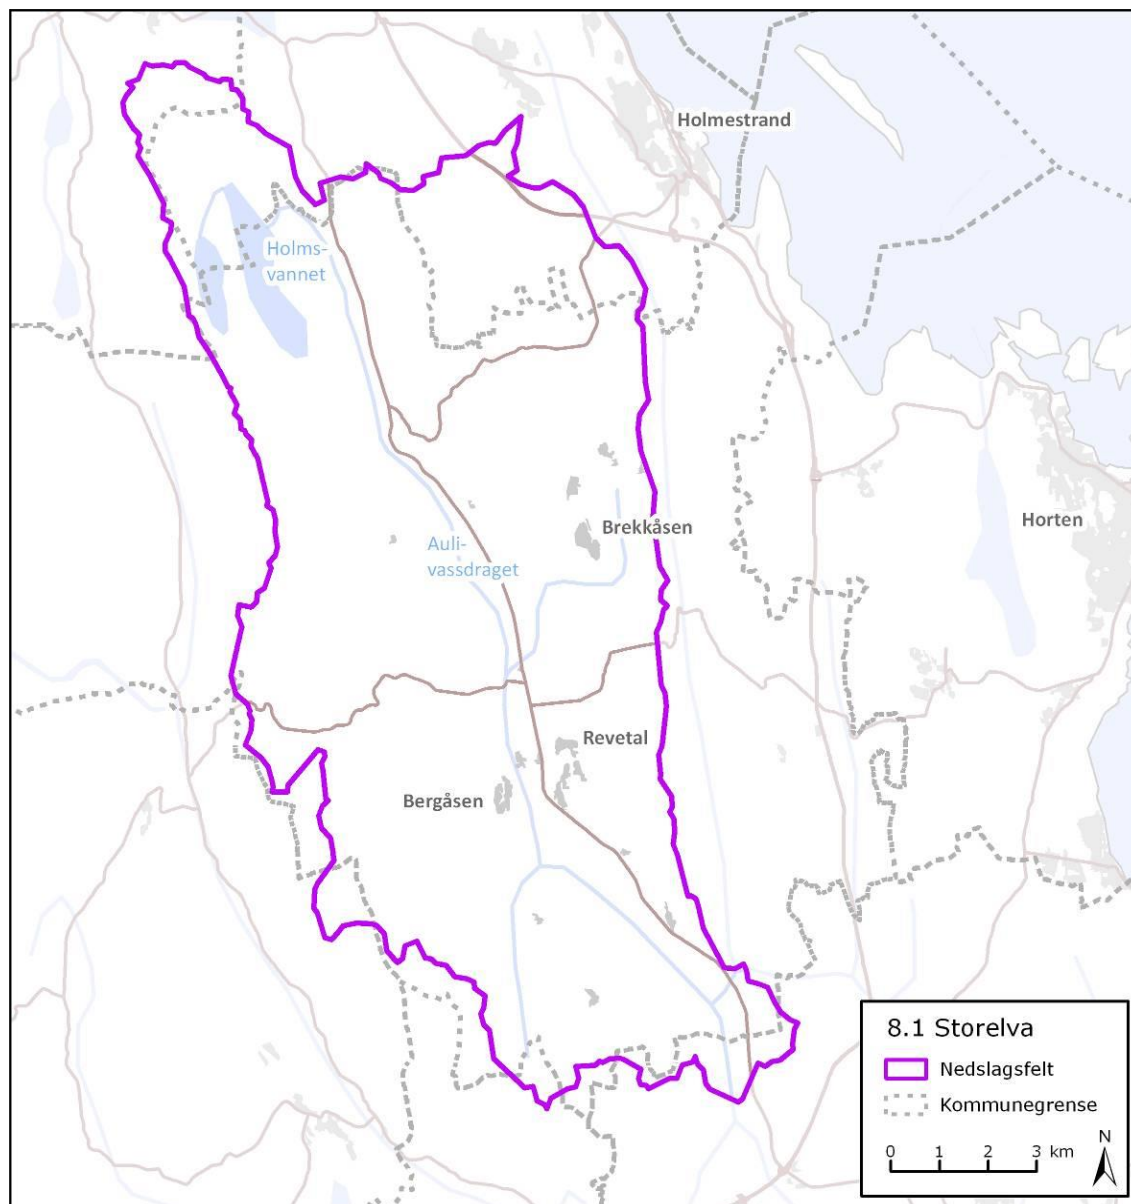 Holmestrand
Holms-
vannet
Horten
Brekkåsen
Auli-
vassdraget
Revetal
Bergåsen
8.1 Storelva
Nedslagsfelt
Kommunegrense
0 1 2 3 km
N